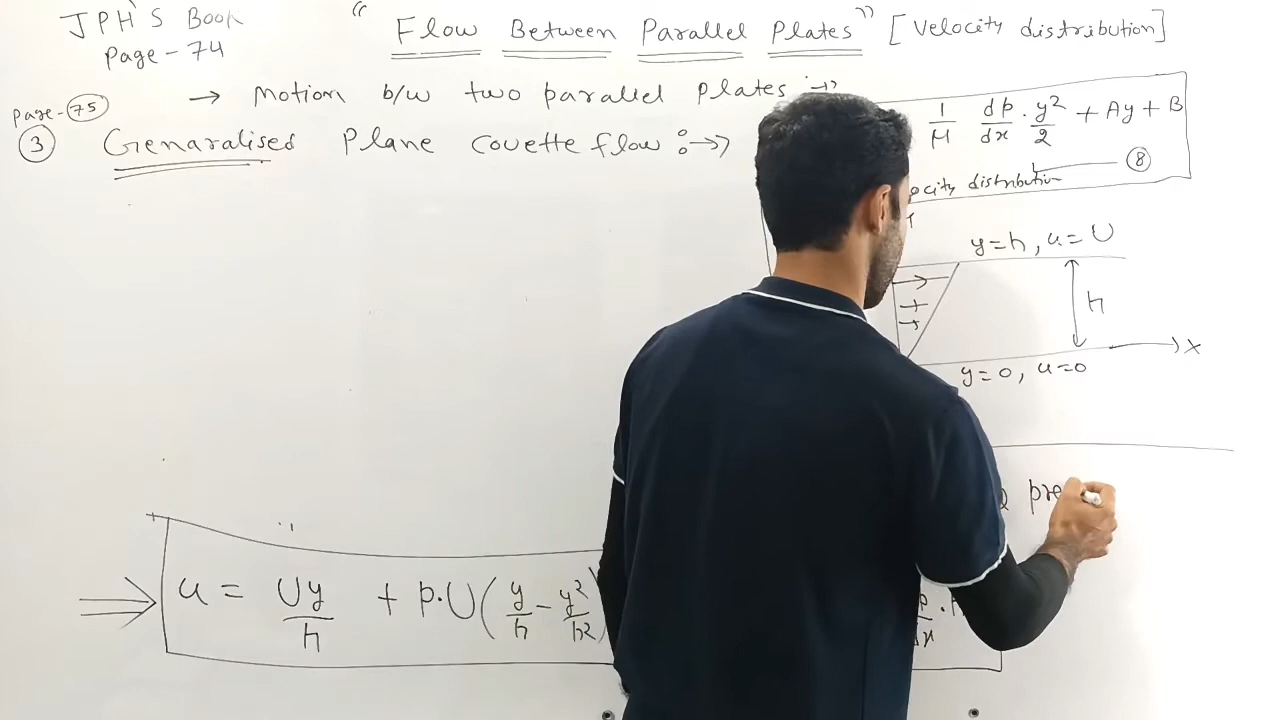 JPH'S Book
Page-74
"Flow Between Parallel Plates" [Velocity distribution]
→ Motion b/w two parallel plates :→
Page-75
3 Genaralised Plane Couette flow :→
1/μ dp/dx . y²/2 + Ay + B
8
distribution
y=h, u=U
h
x
y=0, u=0
⇒ u = Uy/h + p.U(y/h - y²/h²)